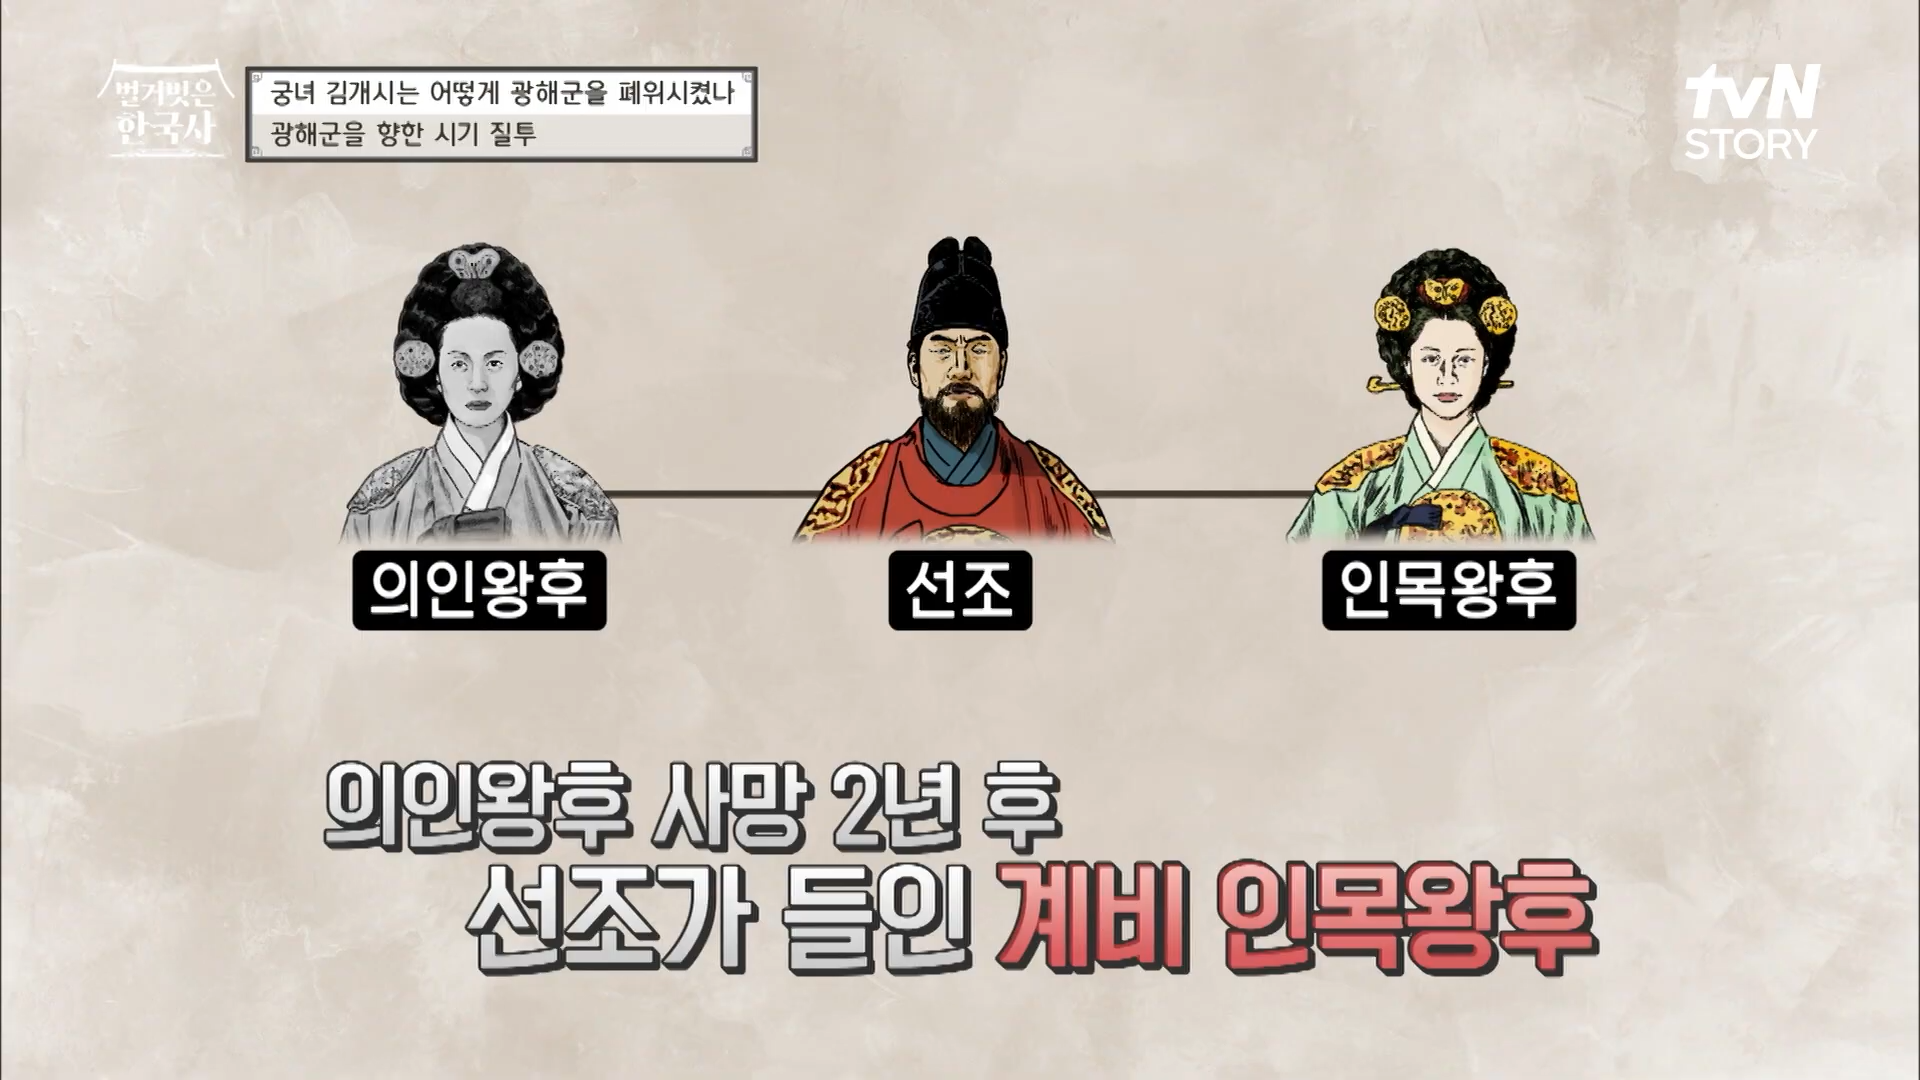 벌거벗은
한국사
궁녀 김개시는 어떻게 광해군을 폐위시켰나
광해군을 향한 시기 질투
tvN
STORY
의인왕후
선조
인목왕후
의인왕후 사망 2년 후
선조가 들인 계비 인목왕후